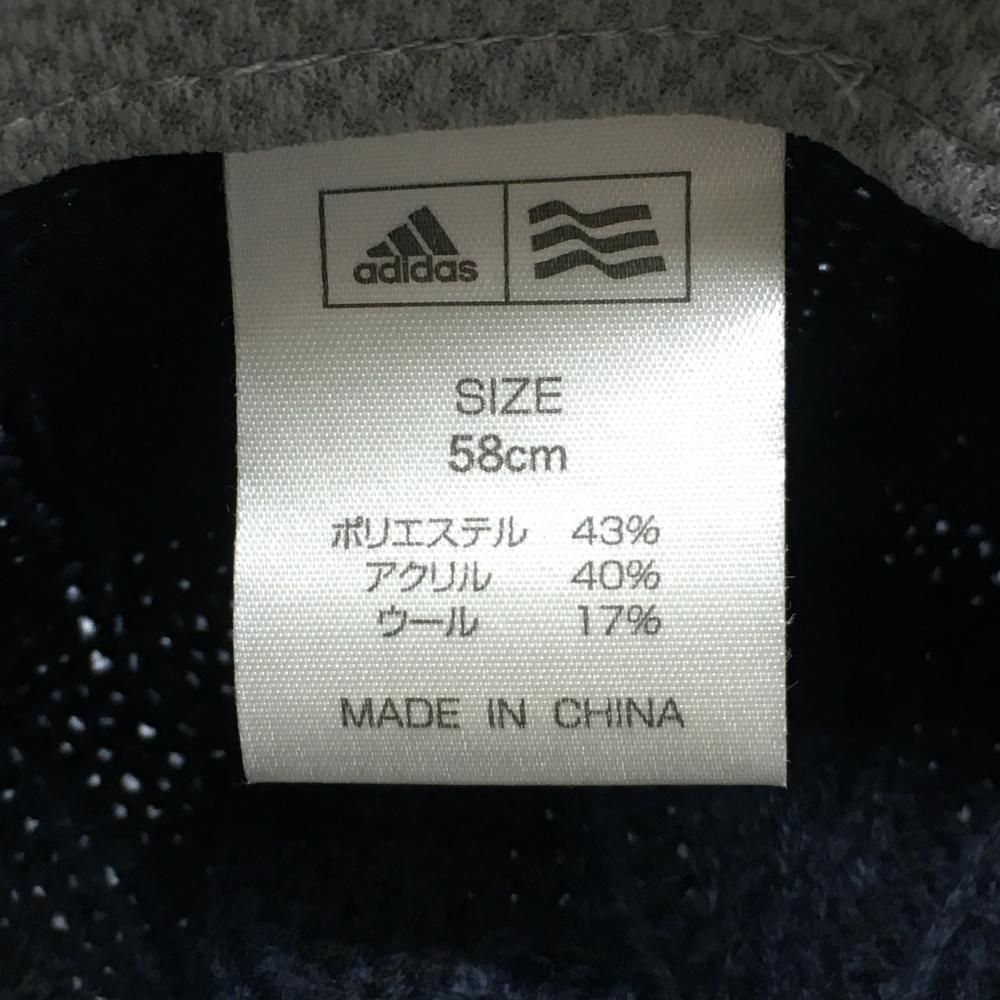 adidas
SIZE
58cm
ポリエステル 43%
アクリル 40%
ウール 17%
MADE IN CHINA